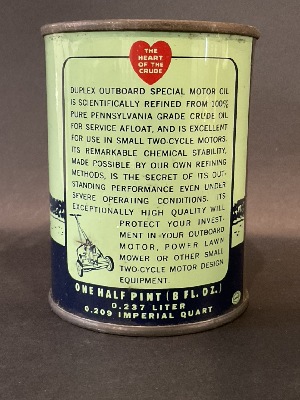 THE
HEART
OF THE
CRUDE
DUPLEX OUTBOARD SPECIAL MOTOR OIL
IS SCIENTIFICALLY REFINED FROM 100%
PURE PENNSYLVANIA GRADE CRUDE OIL
FOR SERVICE AFLOAT, AND IS EXCELLENT
FOR USE IN SMALL TWO-CYCLE MOTORS.
ITS REMARKABLE CHEMICAL STABILITY,
MADE POSSIBLE BY OUR OWN REFINING
METHODS, IS THE SECRET OF ITS OUT-
STANDING PERFORMANCE EVEN UNDER
SEVERE OPERATING CONDITIONS. ITS
EXCEPTIONALLY HIGH QUALITY WILL
PROTECT YOUR INVEST-
MENT IN YOUR OUTBOARD
MOTOR, POWER LAWN
MOWER OR OTHER SMALL
TWO-CYCLE MOTOR DESIGN
EQUIPMENT.
ONE HALF PINT (8 FL. OZ.)
0.237 LITER
0.209 IMPERIAL QUART